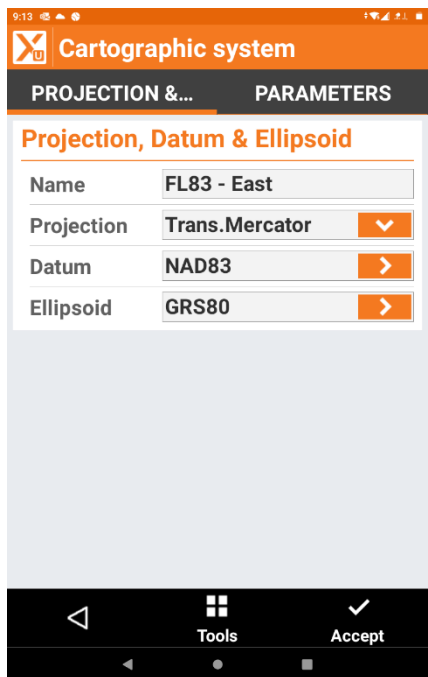 9:13
Cartographic system
PROJECTION &... PARAMETERS
Projection, Datum & Ellipsoid
Name FL83 - East
Projection Trans.Mercator
Datum NAD83
Ellipsoid GRS80
Tools Accept